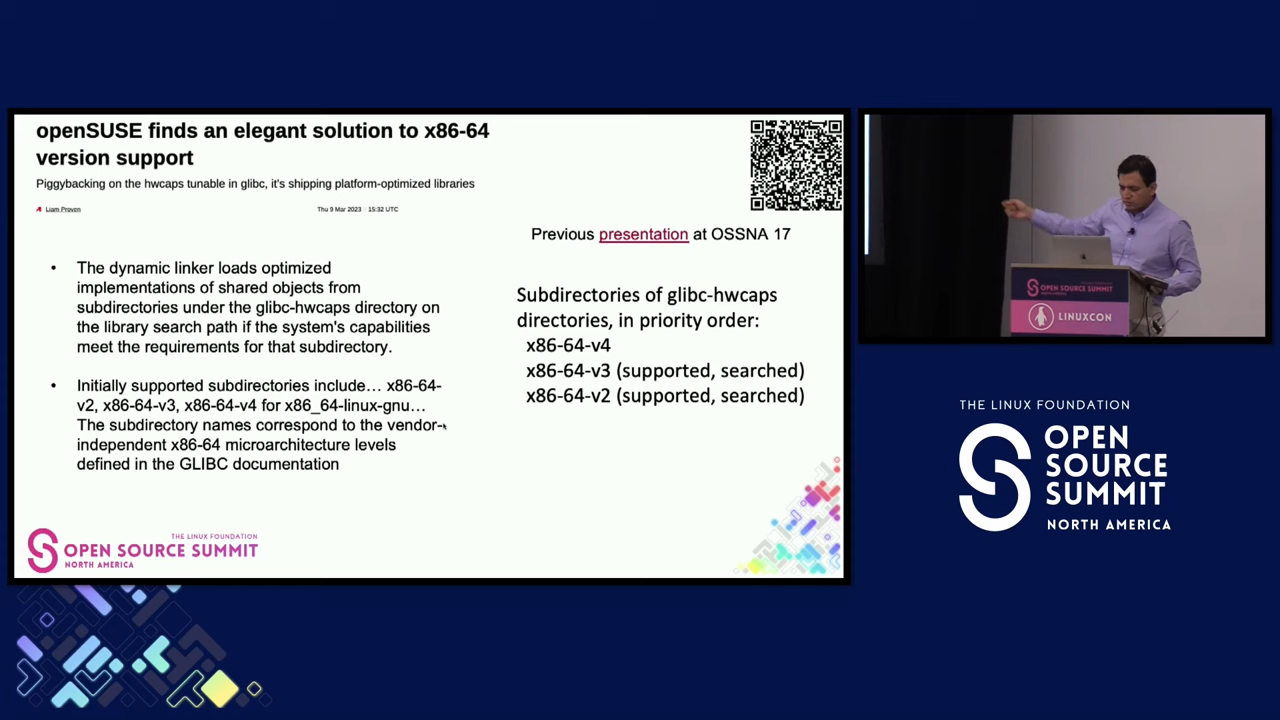 openSUSE finds an elegant solution to x86-64
version support
Piggybacking on the hwcaps tunable in glibc, it's shipping platform-optimized libraries
Liam Proven
Thu 9 Mar 2023 15:32 UTC
Previous presentation at OSSNA 17
• The dynamic linker loads optimized
implementations of shared objects from
subdirectories under the glibc-hwcaps directory on
the library search path if the system's capabilities
meet the requirements for that subdirectory.
• Initially supported subdirectories include… x86-64-
v2, x86-64-v3, x86-64-v4 for x86_64-linux-gnu…
The subdirectory names correspond to the vendor-
independent x86-64 microarchitecture levels
defined in the GLIBC documentation
Subdirectories of glibc-hwcaps
directories, in priority order:
x86-64-v4
x86-64-v3 (supported, searched)
x86-64-v2 (supported, searched)
THE LINUX FOUNDATION
OPEN SOURCE SUMMIT
NORTH AMERICA
OPEN SOURCE SUMMIT
LINUXCON
THE LINUX FOUNDATION
OPEN
SOURCE
SUMMIT
NORTH AMERICA